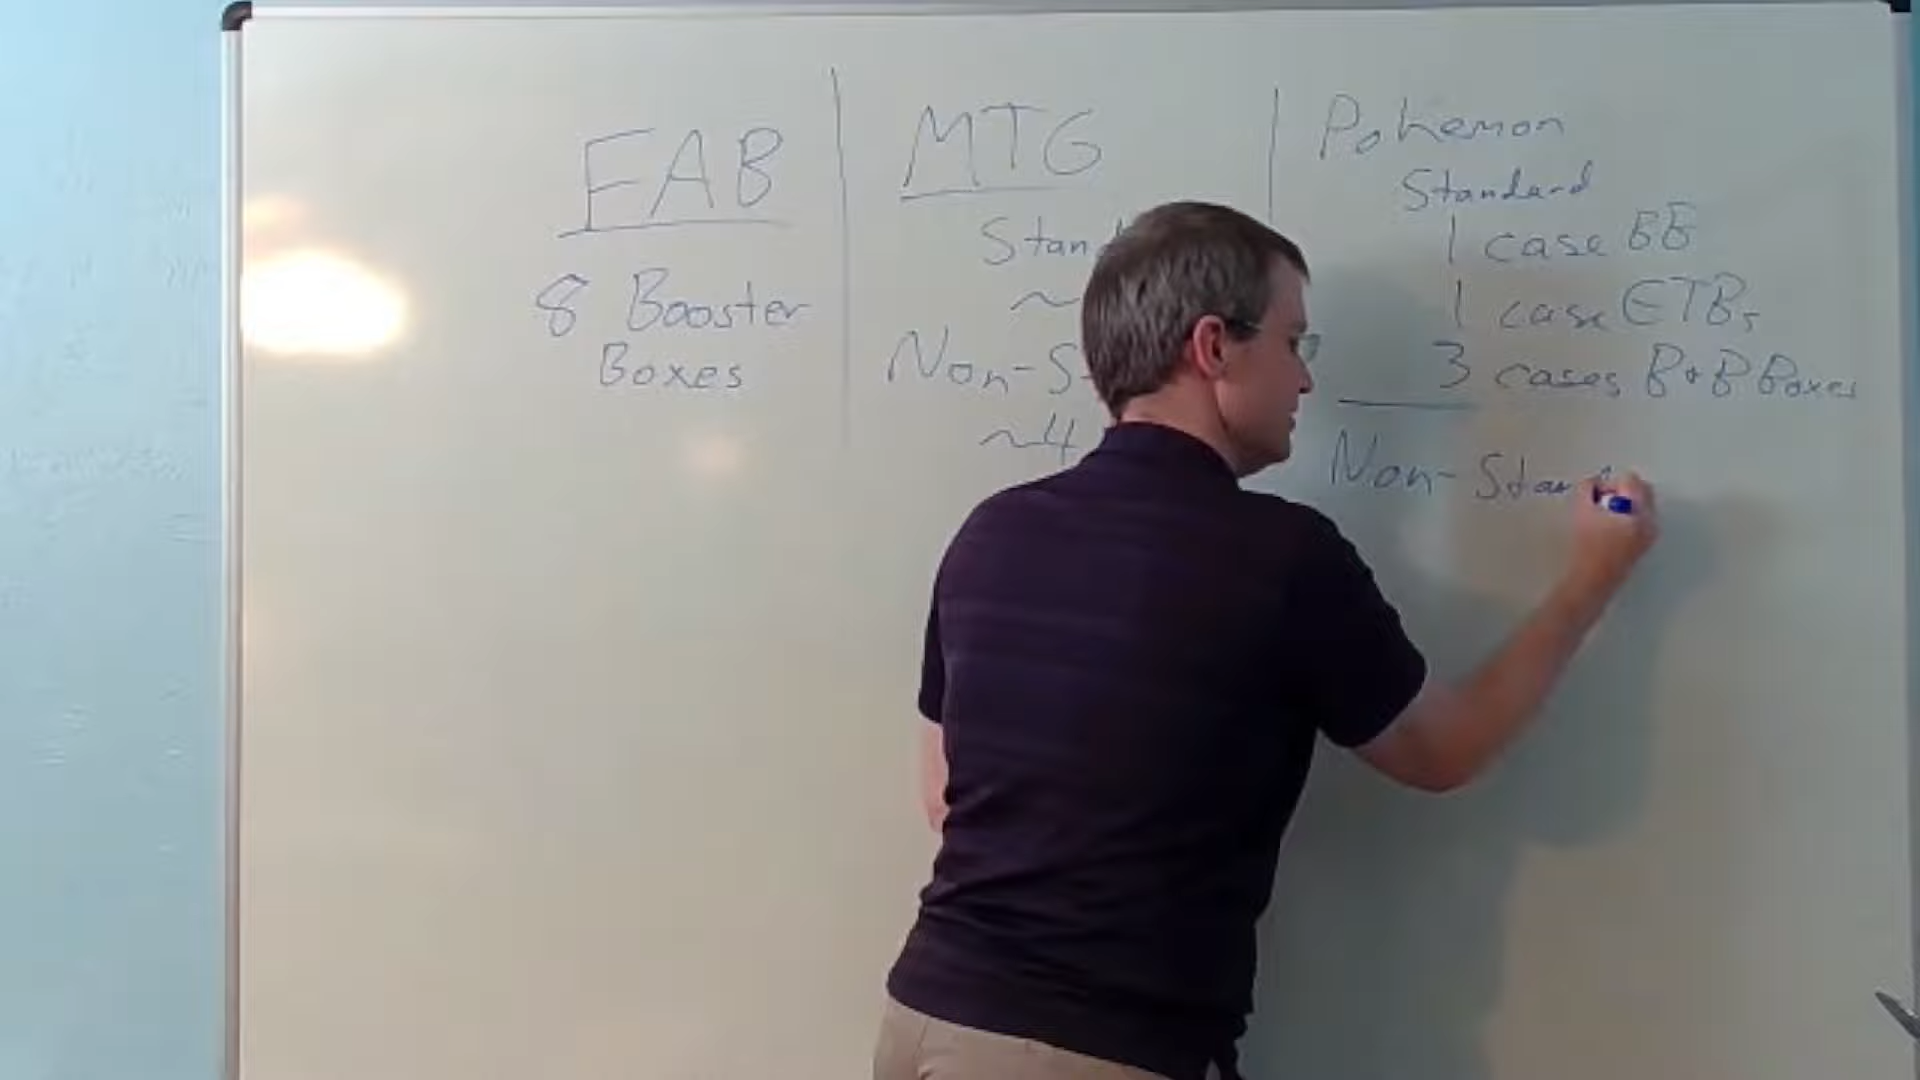 FAB
8 Booster
Boxes
MTG
Stan
~
Non-S
~4
Pokemon
Standard
1 case BB
1 case ETBs
3 cases B+B Boxes
Non-Stan